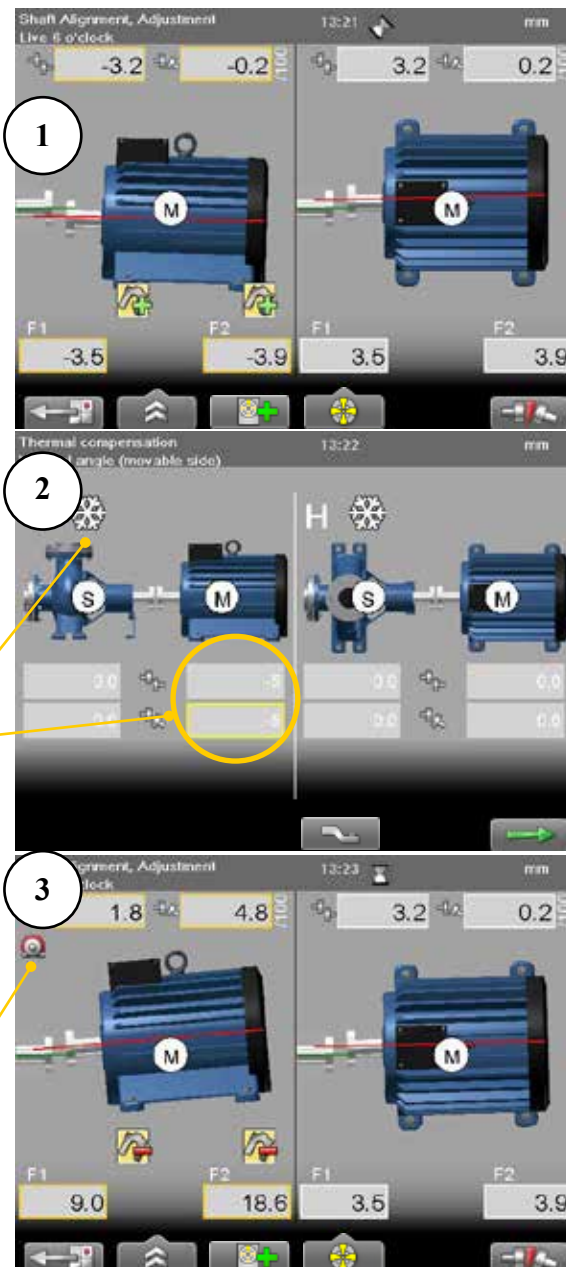 Shaft Alignment, Adjustment 13:21 mm
Live 6 o'clock
-3.2 -0.2 /100 3.2 0.2
1
M M
F1 F2 F1 F2
-3.5 -3.9 3.5 3.9
Thermal compensation 13:22 mm
angle (movable side)
2
H
S M S M
0.0 -5 0.0 0.0
0.0 -5 0.0 0.0
Alignment, Adjustment 13:23 mm
o'clock
3
1.8 4.8 /100 3.2 0.2
M M
F1 F2 F1 F2
9.0 18.6 3.5 3.9